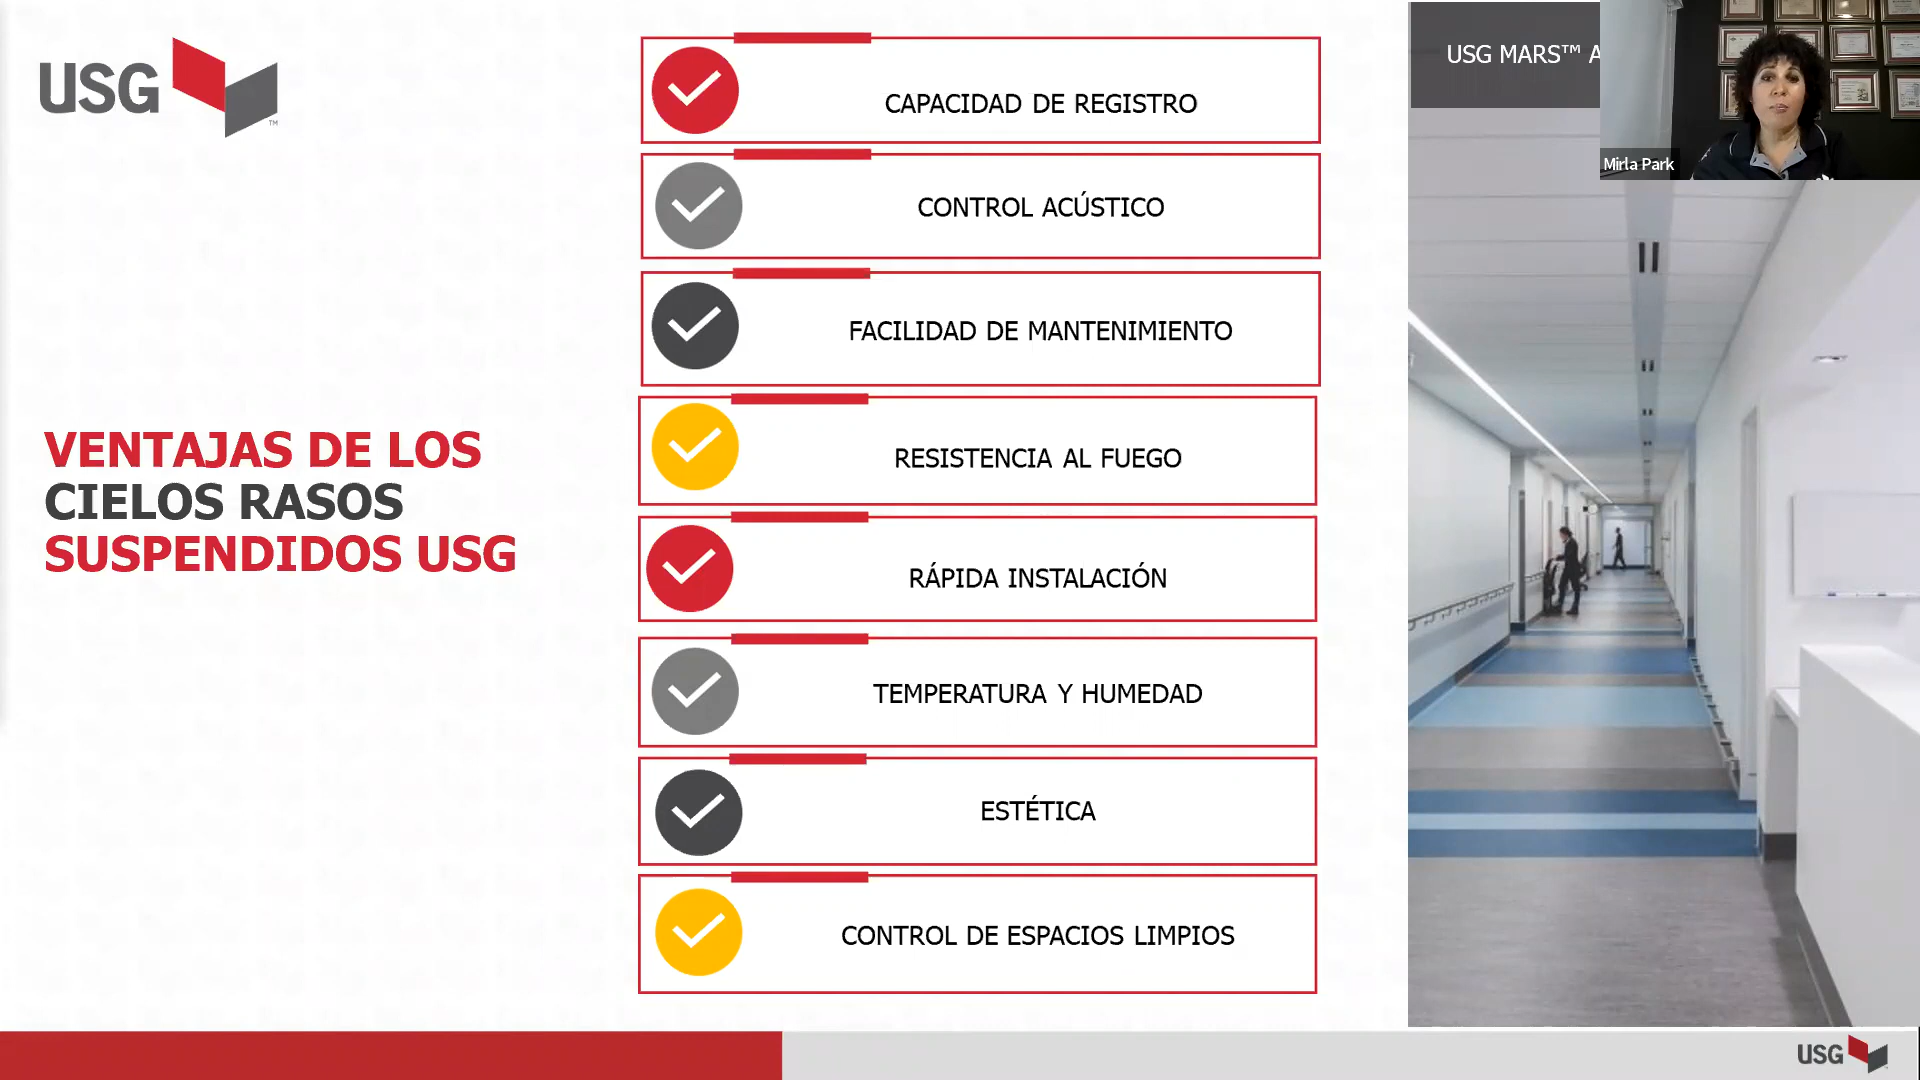 USG
VENTAJAS DE LOS
CIELOS RASOS
SUSPENDIDOS USG
CAPACIDAD DE REGISTRO
CONTROL ACÚSTICO
FACILIDAD DE MANTENIMIENTO
RESISTENCIA AL FUEGO
RÁPIDA INSTALACIÓN
TEMPERATURA Y HUMEDAD
ESTÉTICA
CONTROL DE ESPACIOS LIMPIOS
USG MARS™ A
Mirla Park
USG